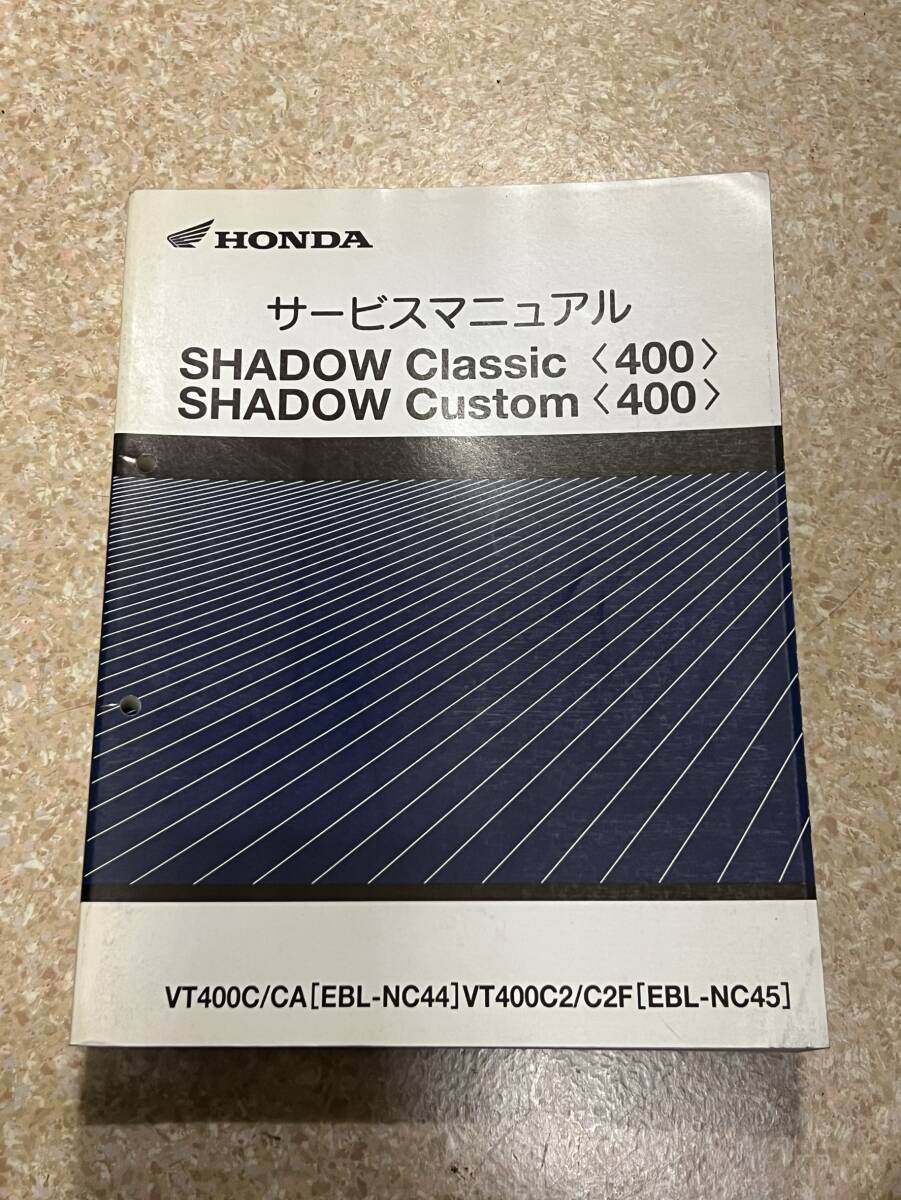 HONDA
サービスマニュアル
SHADOW Classic〈400〉
SHADOW Custom〈400〉
VT400C/CA[EBL-NC44]VT400C2/C2F[EBL-NC45]